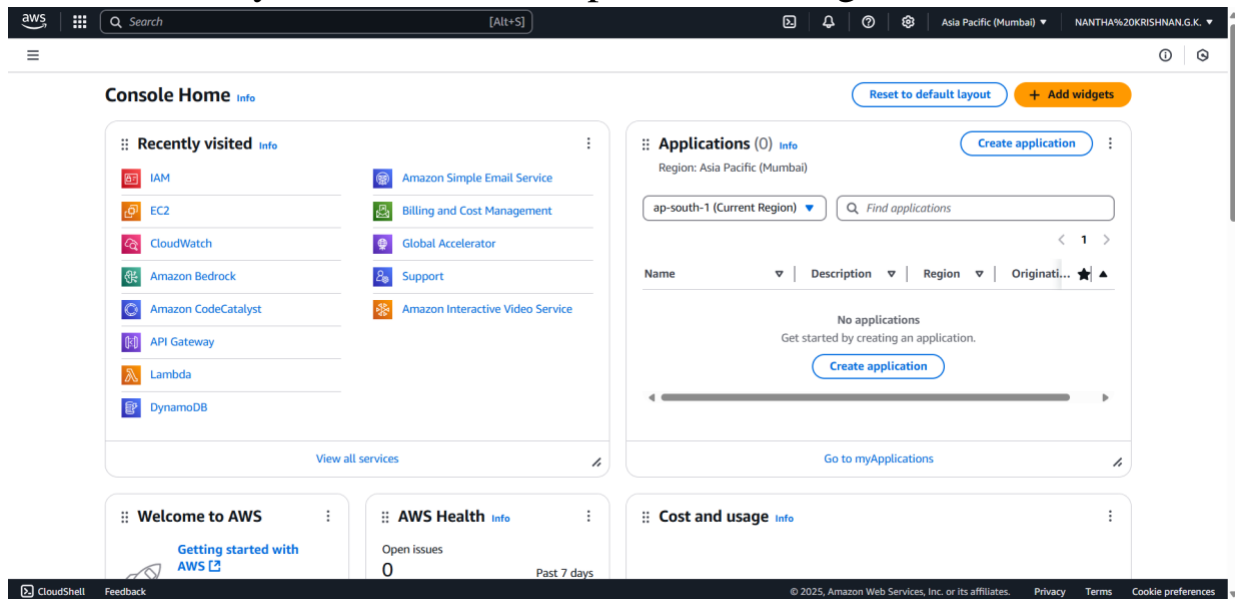 aws Search [Alt+S] Asia Pacific (Mumbai) NANTHA%20KRISHNAN.G.K.
Console Home Info
Reset to default layout
+ Add widgets
Recently visited Info
IAM
EC2
CloudWatch
Amazon Bedrock
Amazon CodeCatalyst
API Gateway
Lambda
DynamoDB
Amazon Simple Email Service
Billing and Cost Management
Global Accelerator
Support
Amazon Interactive Video Service
View all services
Applications (0) Info
Create application
Region: Asia Pacific (Mumbai)
ap-south-1 (Current Region)
Find applications
1
Name Description Region Originati...
No applications
Get started by creating an application.
Create application
Go to myApplications
Welcome to AWS
Getting started with
AWS
AWS Health Info
Open issues
0 Past 7 days
Cost and usage Info
CloudShell Feedback © 2025, Amazon Web Services, Inc. or its affiliates. Privacy Terms Cookie preferences